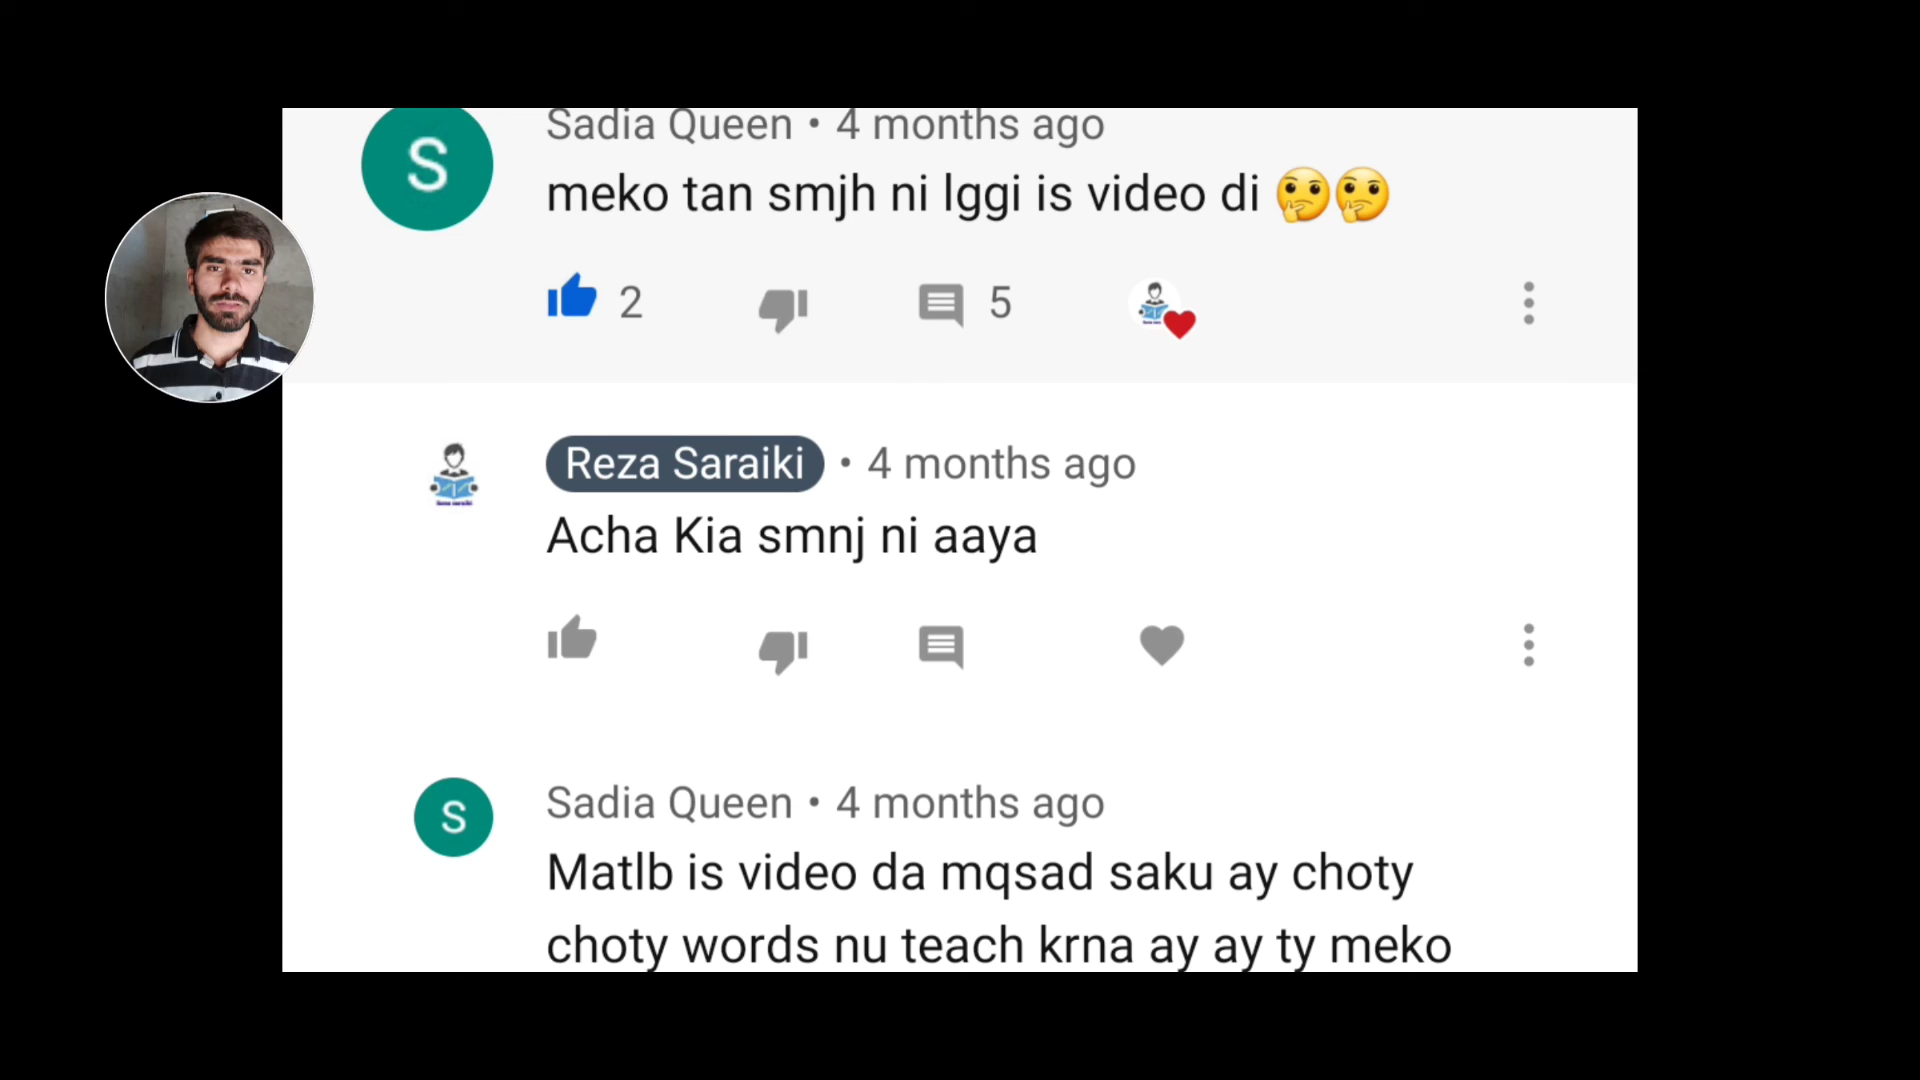 Sadia Queen • 4 months ago
S
meko tan smjh ni lggi is video di 🤔🤔
2
5
Reza Saraiki • 4 months ago
Acha Kia smnj ni aaya
Sadia Queen • 4 months ago
S
Matlb is video da mqsad saku ay choty
choty words nu teach krna ay ay ty meko